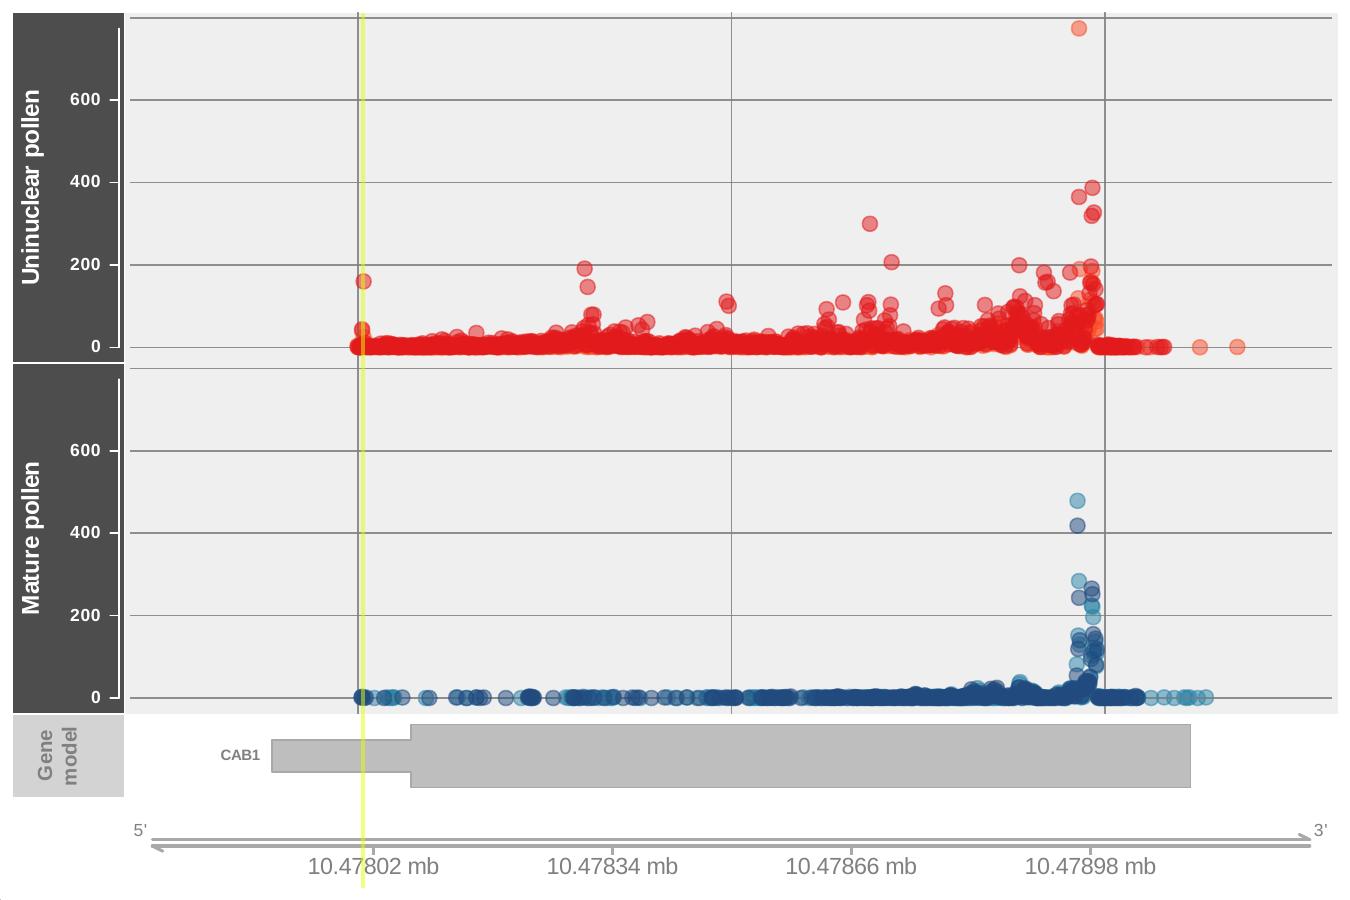 Uninuclear pollen
600
400
200
0
Mature pollen
600
400
200
0
Gene
model
CAB1
5'
3'
10.47802 mb
10.47834 mb
10.47866 mb
10.47898 mb